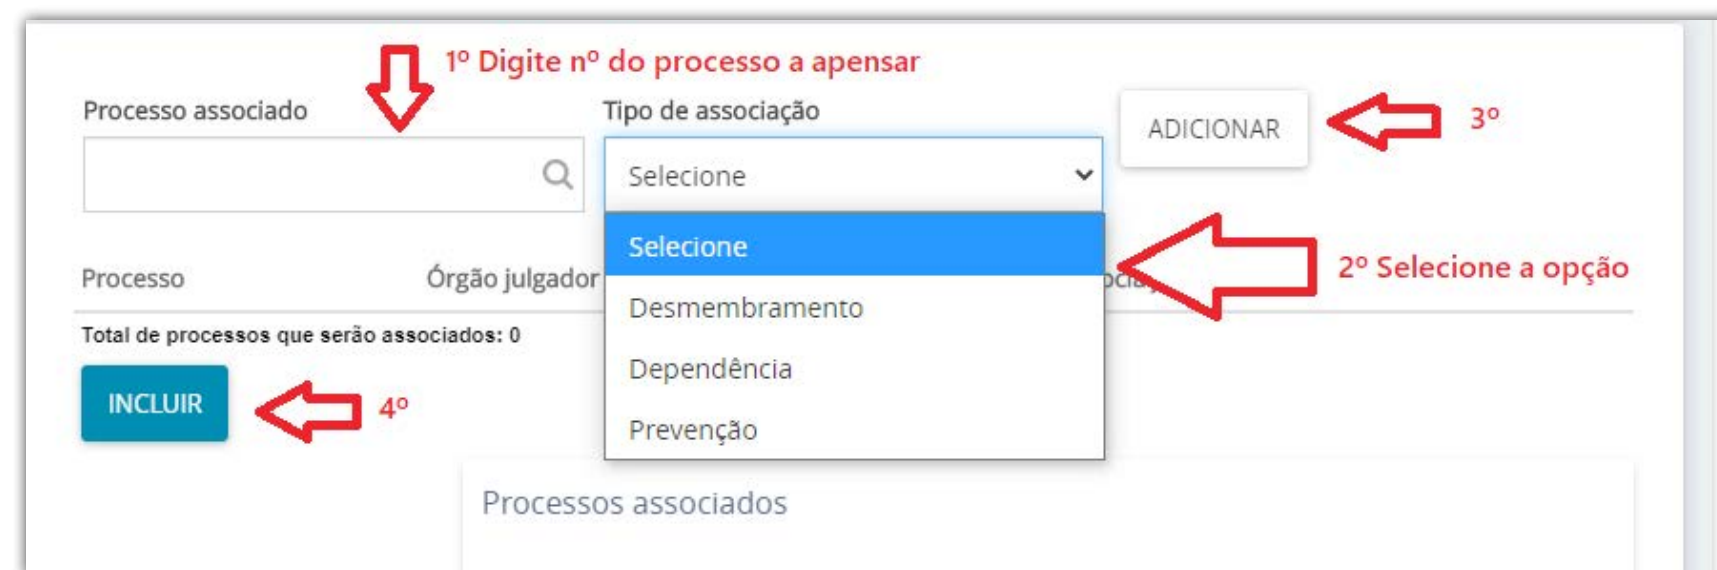 1º Digite nº do processo a apensar
Processo associado
Tipo de associação
ADICIONAR
3º
Selecione
Selecione
2º Selecione a opção
Processo
Órgão julgador
Desmembramento
Total de processos que serão associados: 0
Dependência
INCLUIR
4º
Prevenção
Processos associados